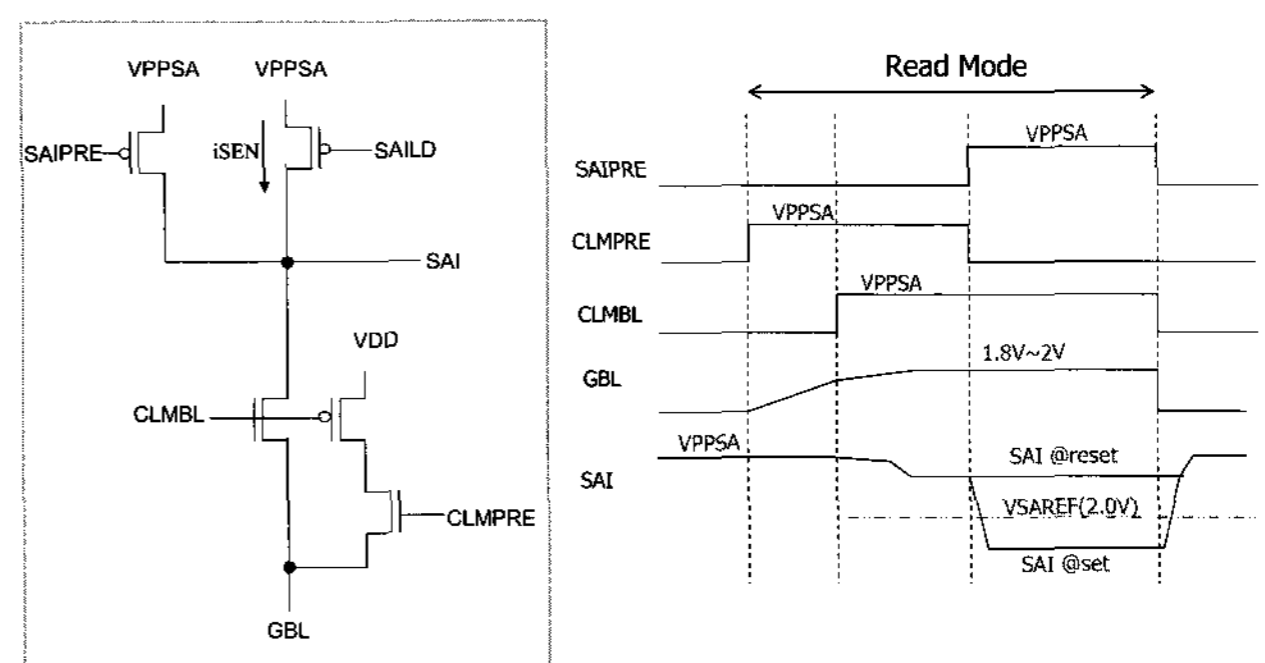 VPPSA VPPSA
SAIPRE iSEN SAILD
SAI
VDD
CLMBL
CLMPRE
GBL
Read Mode
VPPSA
SAIPRE
VPPSA
CLMPRE
VPPSA
CLMBL
1.8V~2V
GBL
VPPSA
SAI @reset
SAI
VSAREF(2.0V)
SAI @set